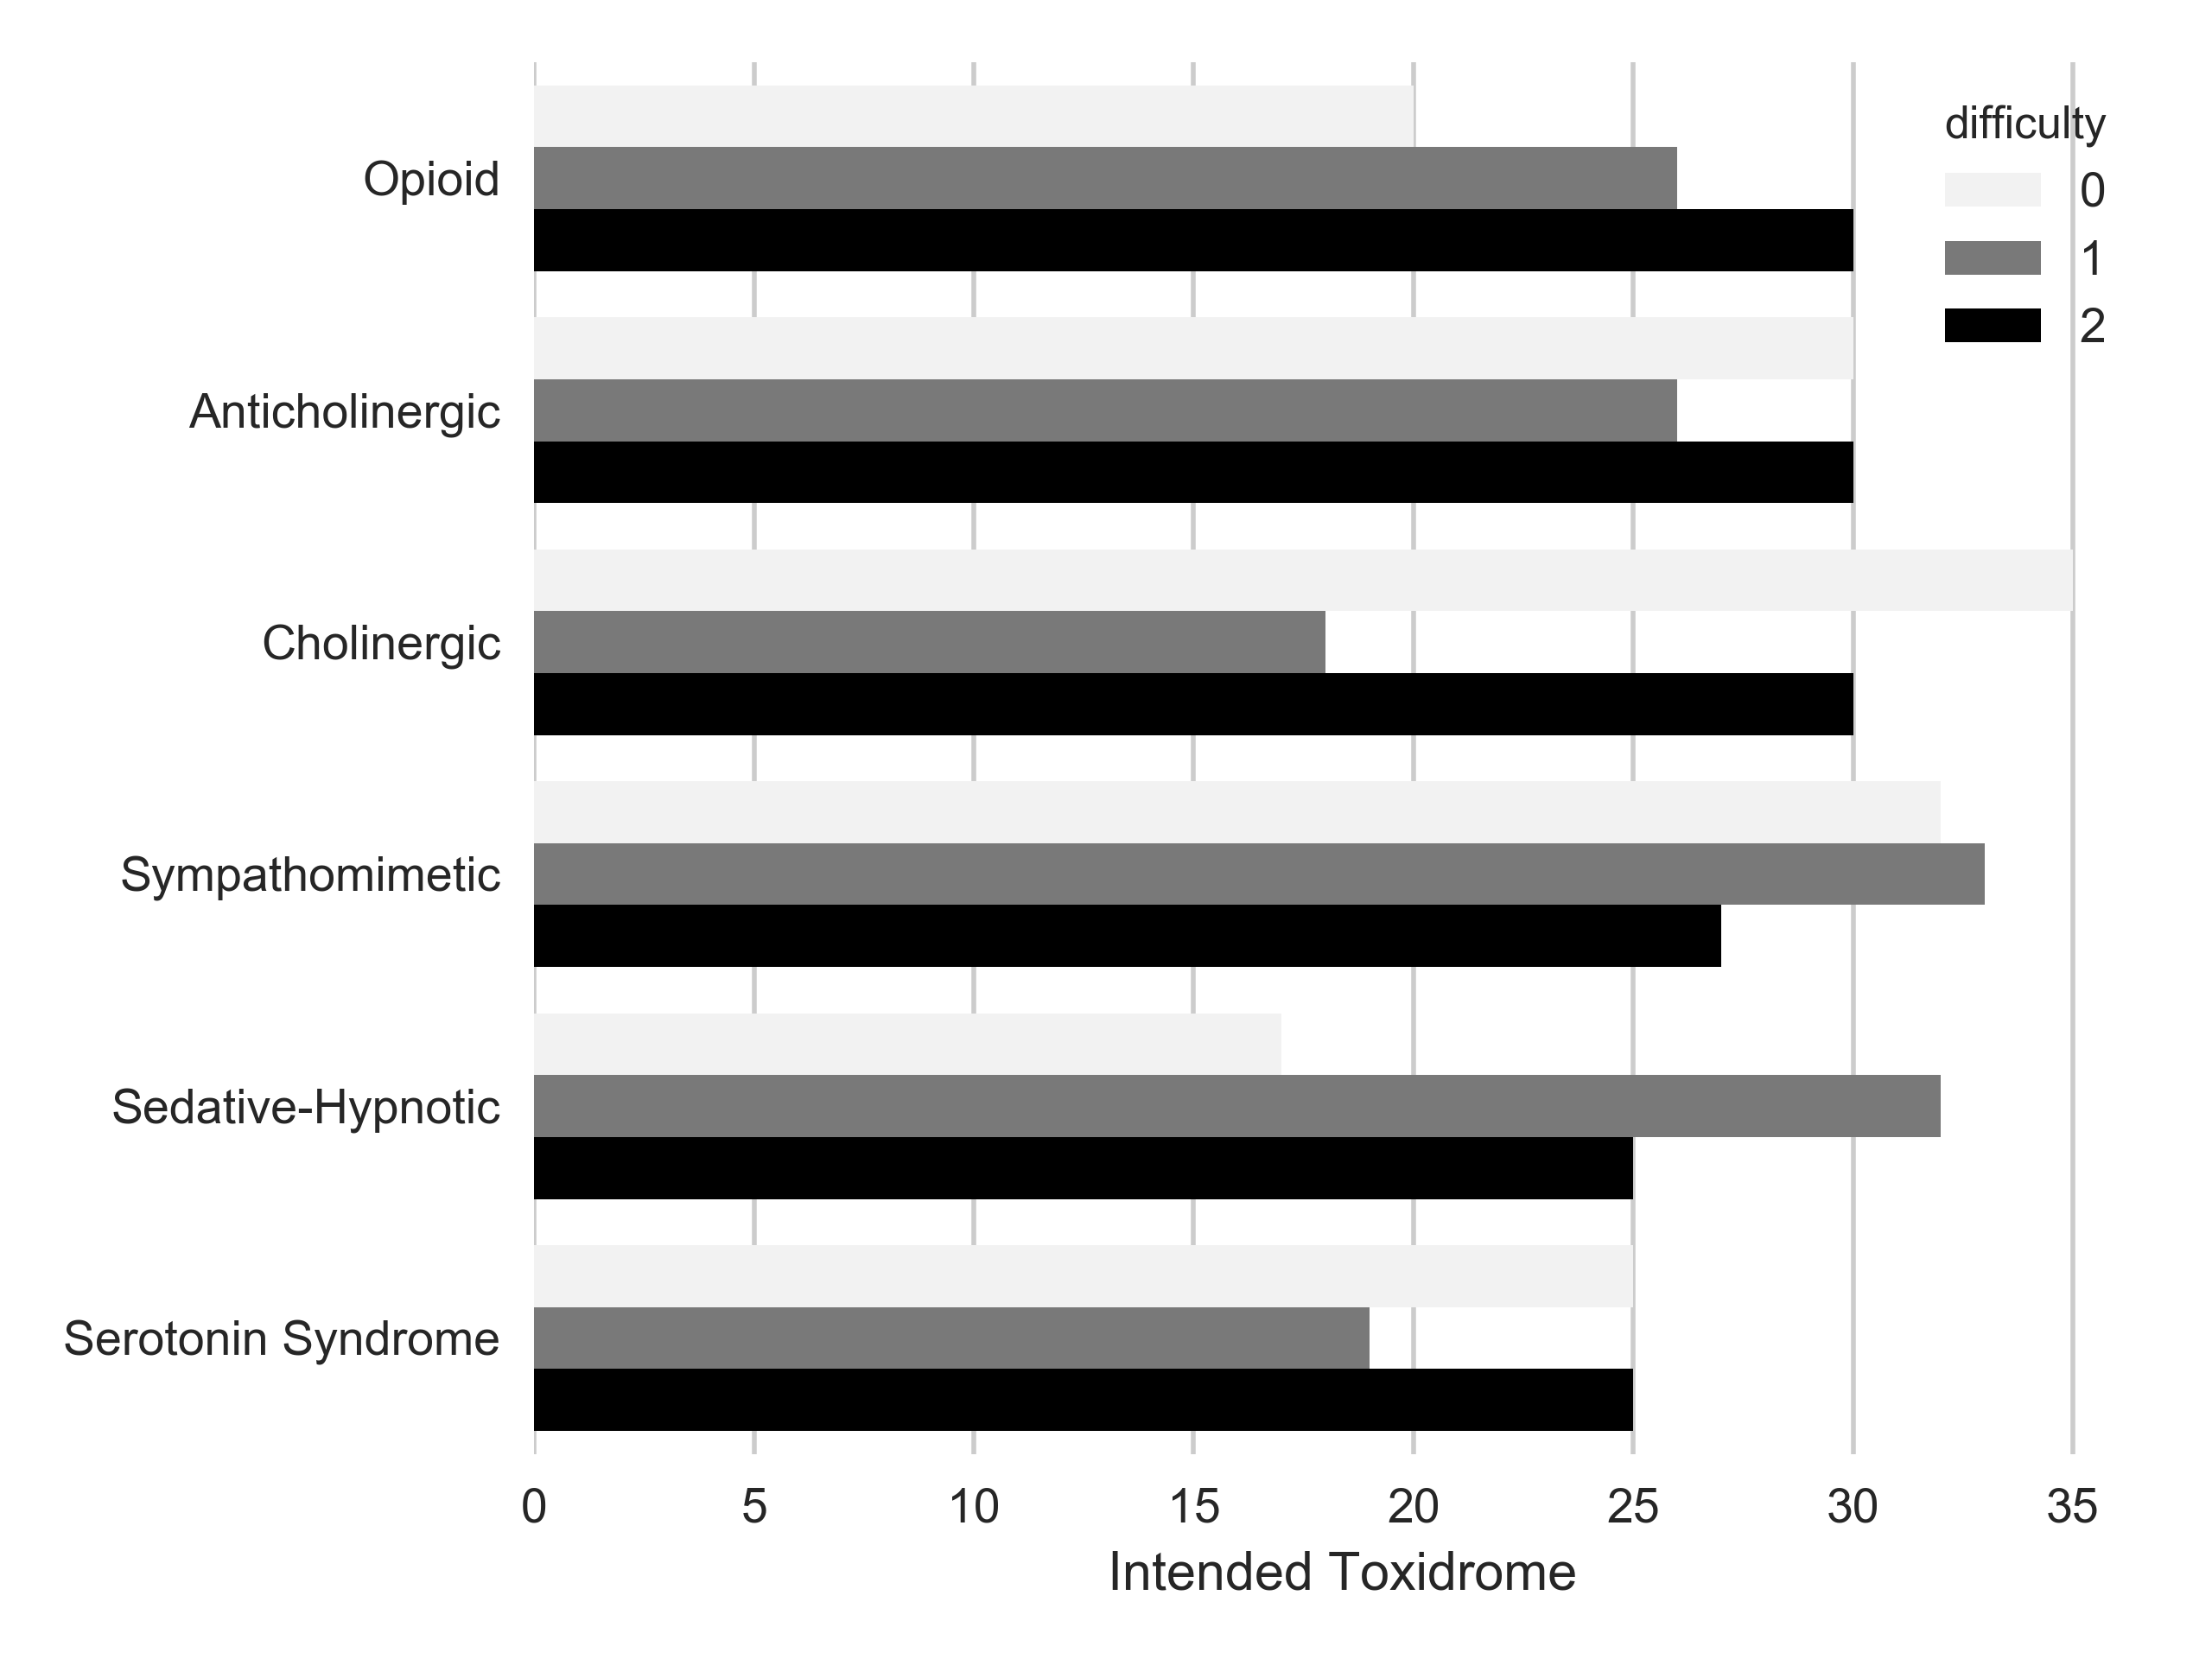 difficulty
0
1
2
Opioid
Anticholinergic
Cholinergic
Sympathomimetic
Sedative-Hypnotic
Serotonin Syndrome
0 5 10 15 20 25 30 35
Intended Toxidrome